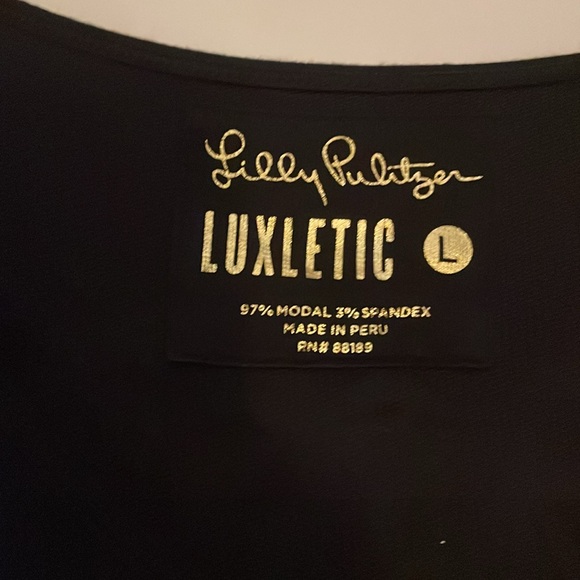 Lilly Pulitzer
LUXLETIC L
97% MODAL 3% SPANDEX
MADE IN PERU
RN# 88189